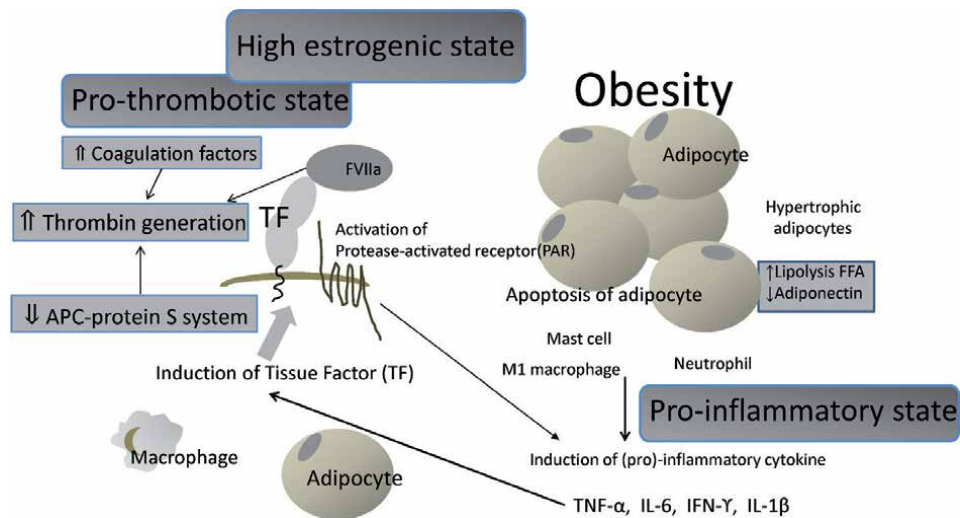 High estrogenic state
Pro-thrombotic state
⇑ Coagulation factors
⇑ Thrombin generation
⇓ APC-protein S system
FVIIa
TF
Activation of
Protease-activated receptor(PAR)
Induction of Tissue Factor (TF)
Macrophage
Adipocyte
Obesity
Adipocyte
Hypertrophic
adipocytes
↑Lipolysis FFA
↓Adiponectin
Apoptosis of adipocyte
Mast cell
M1 macrophage
Neutrophil
Pro-inflammatory state
Induction of (pro)-inflammatory cytokine
TNF-α, IL-6, IFN-ϒ, IL-1β